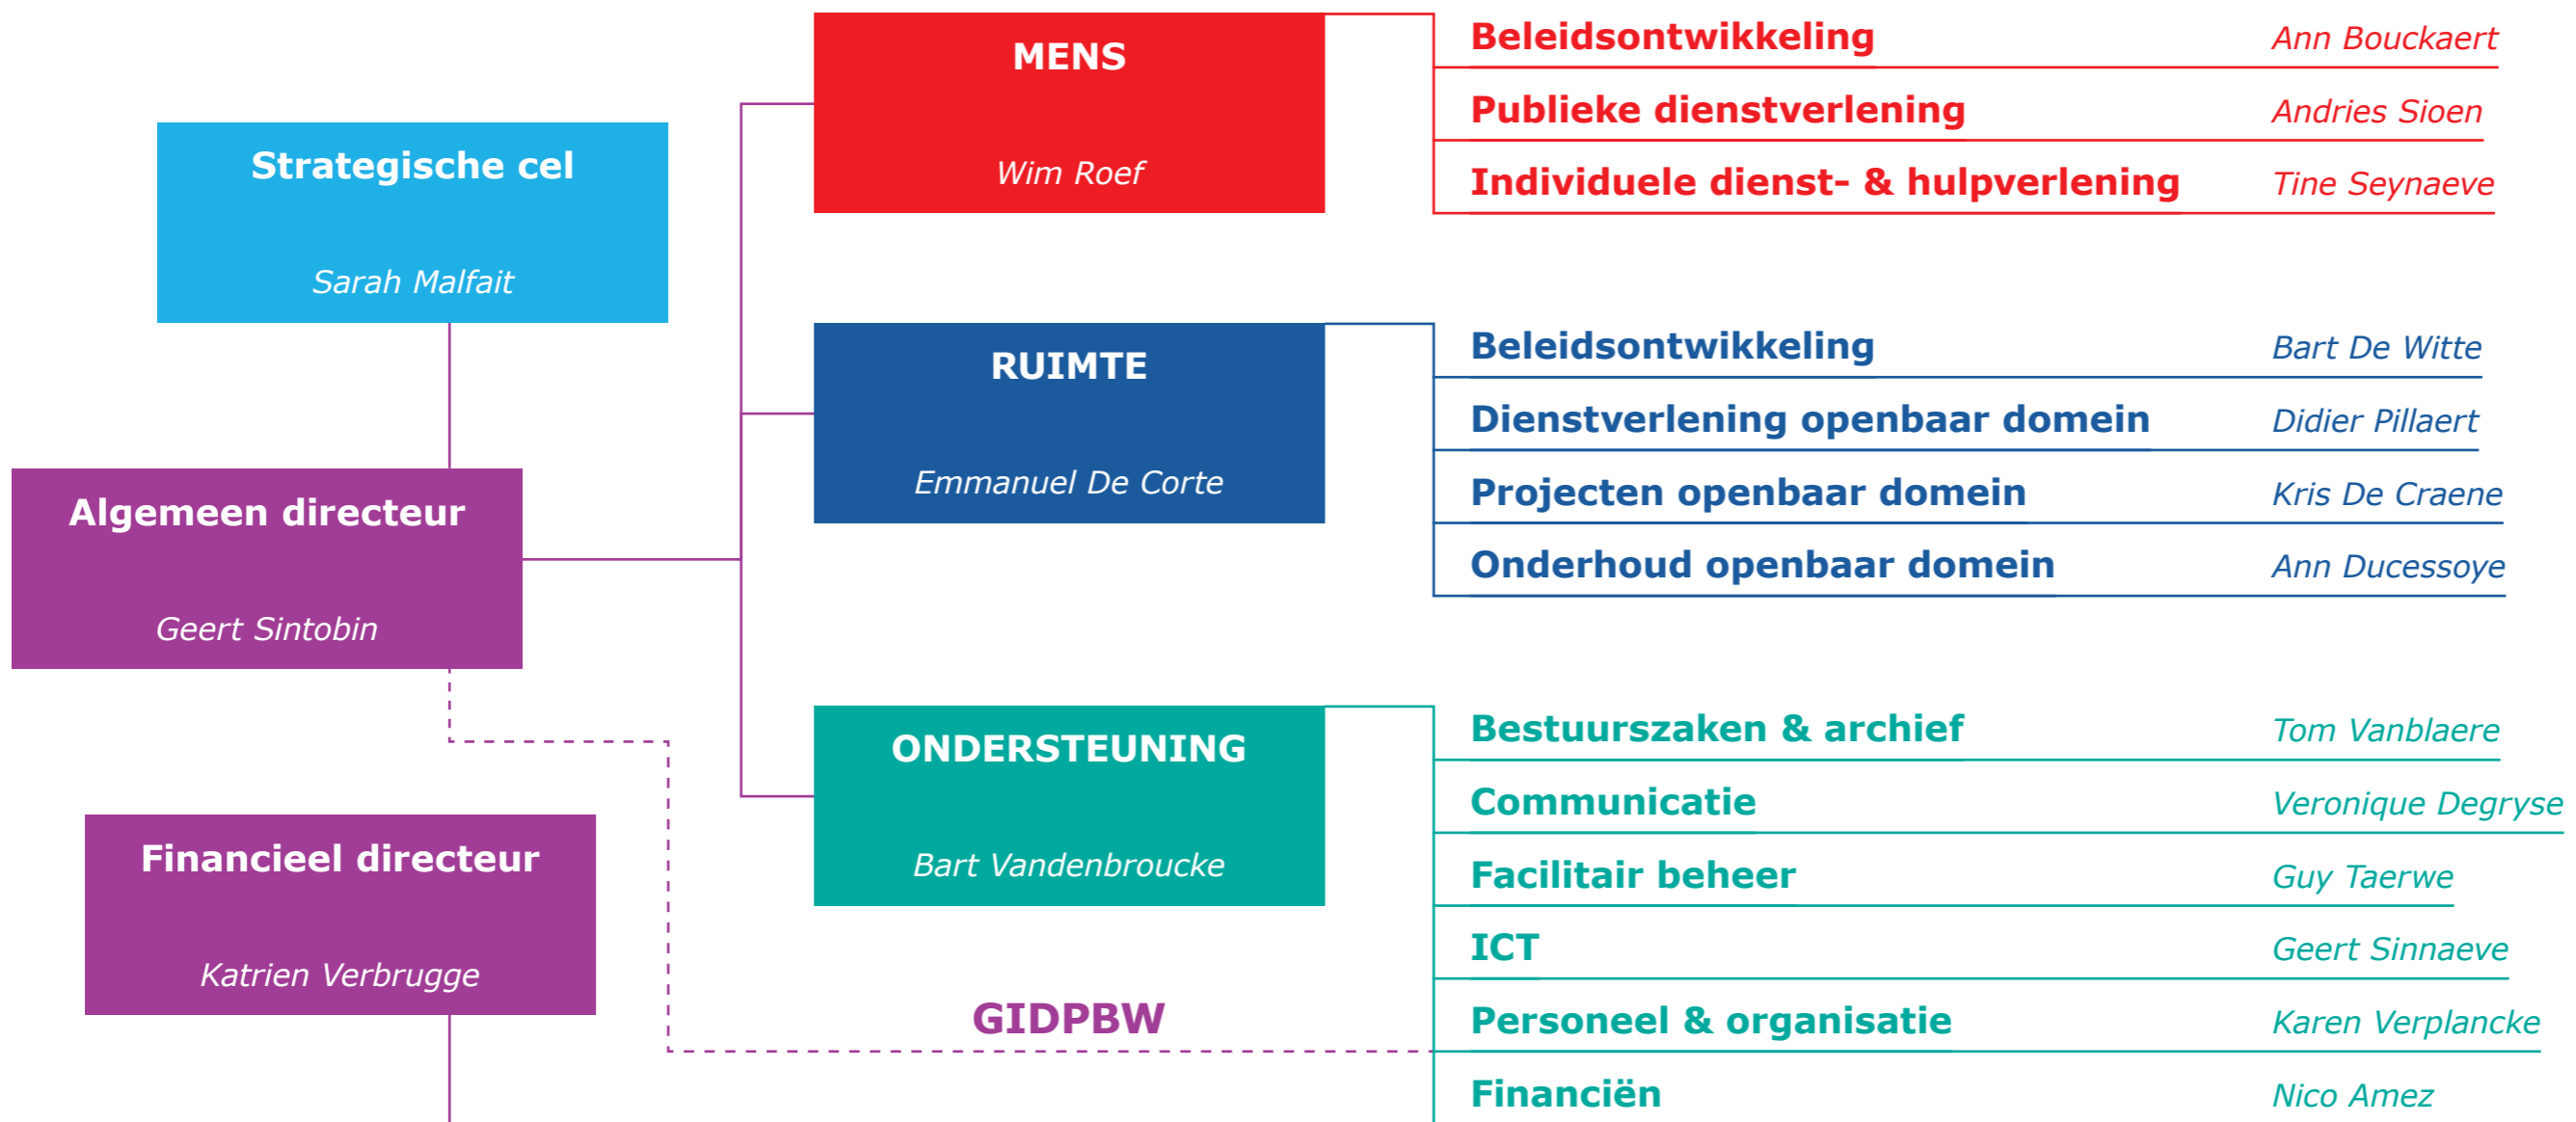 Strategische cel
Sarah Malfait
Algemeen directeur
Geert Sintobin
Financieel directeur
Katrien Verbrugge
MENS
Wim Roef
Beleidsontwikkeling Ann Bouckaert
Publieke dienstverlening Andries Sioen
Individuele dienst- & hulpverlening Tine Seynaeve
RUIMTE
Emmanuel De Corte
Beleidsontwikkeling Bart De Witte
Dienstverlening openbaar domein Didier Pillaert
Projecten openbaar domein Kris De Craene
Onderhoud openbaar domein Ann Ducessoye
ONDERSTEUNING
Bart Vandenbroucke
GIDPBW
Bestuurszaken & archief Tom Vanblaere
Communicatie Veronique Degryse
Facilitair beheer Guy Taerwe
ICT Geert Sinnaeve
Personeel & organisatie Karen Verplancke
Financiën Nico Amez